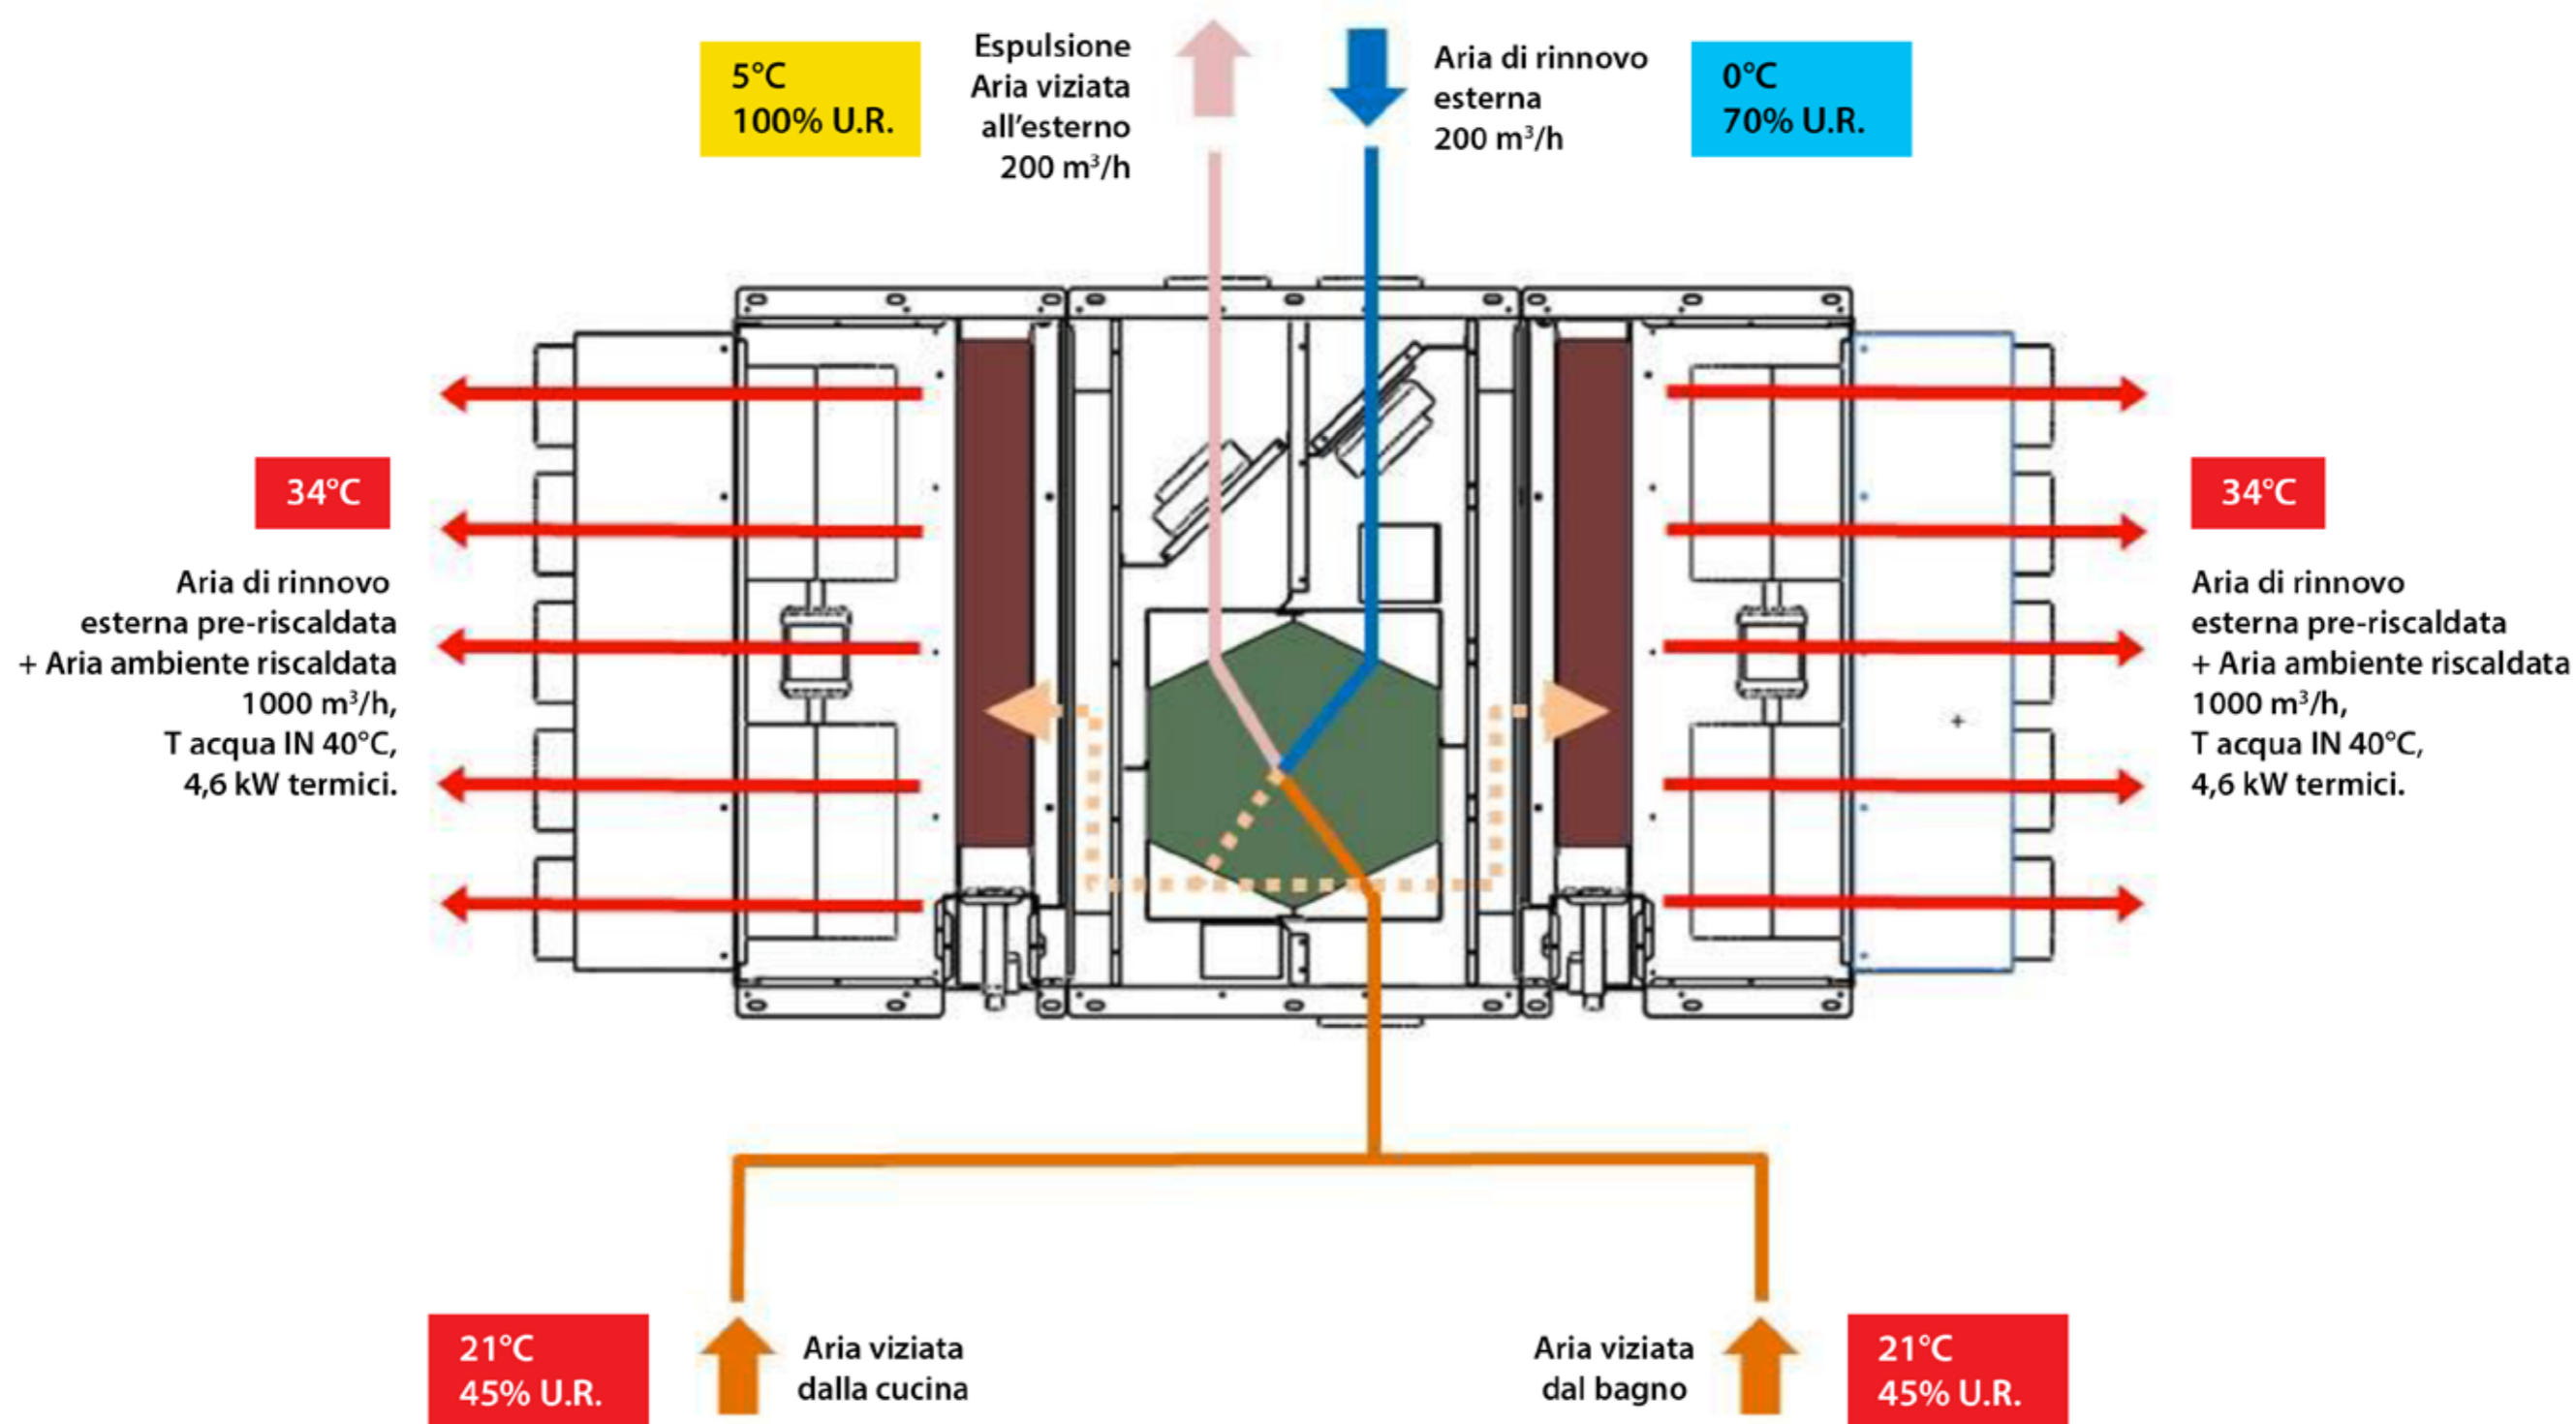 5°C
100% U.R.
Espulsione
Aria viziata
all’esterno
200 m³/h
Aria di rinnovo
esterna
200 m³/h
0°C
70% U.R.
34°C
Aria di rinnovo
esterna pre-riscaldata
+ Aria ambiente riscaldata
1000 m³/h,
T acqua IN 40°C,
4,6 kW termici.
34°C
Aria di rinnovo
esterna pre-riscaldata
+ Aria ambiente riscaldata
1000 m³/h,
T acqua IN 40°C,
4,6 kW termici.
21°C
45% U.R.
Aria viziata
dalla cucina
Aria viziata
dal bagno
21°C
45% U.R.